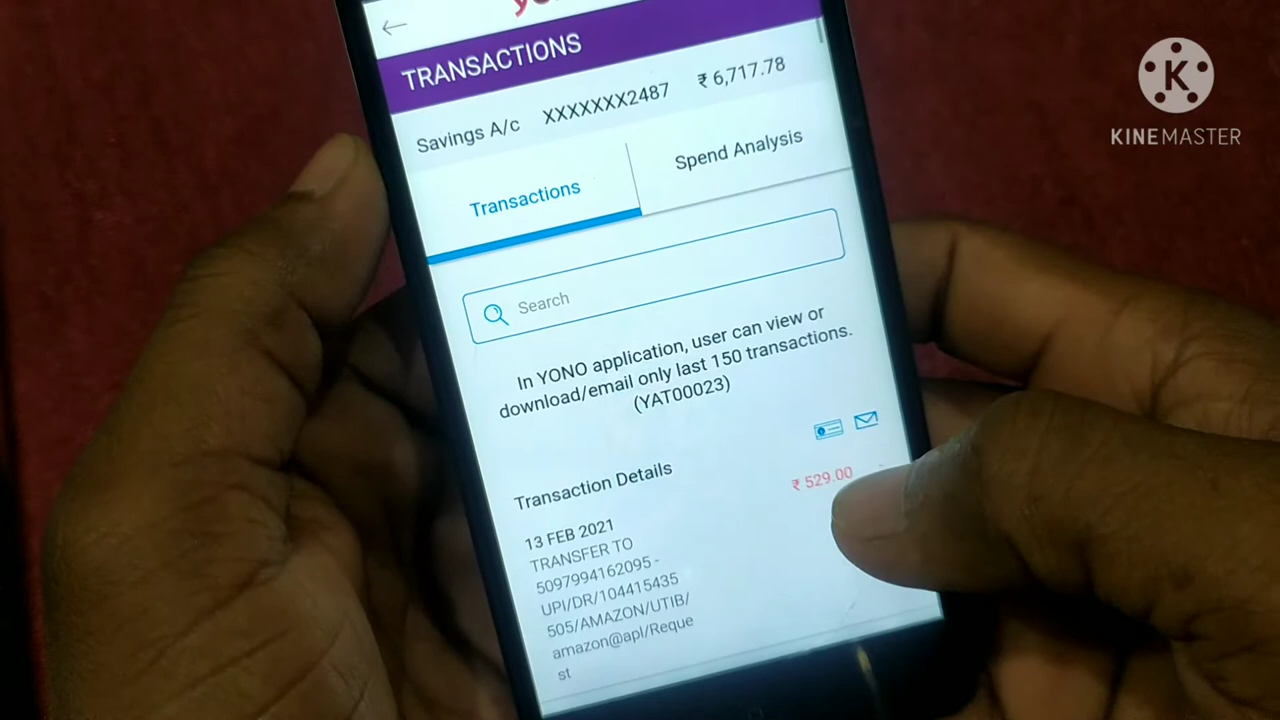 TRANSACTIONS
Savings A/c XXXXXXX2487 ₹ 6,717.78
Transactions Spend Analysis
Search
In YONO application, user can view or
download/email only last 150 transactions.
(YAT00023)
Transaction Details
₹ 529.00
13 FEB 2021
TRANSFER TO
5097994162095 -
UPI/DR/104415435
505/AMAZON/UTIB/
amazon@apl/Reque
st
K
KINEMASTER